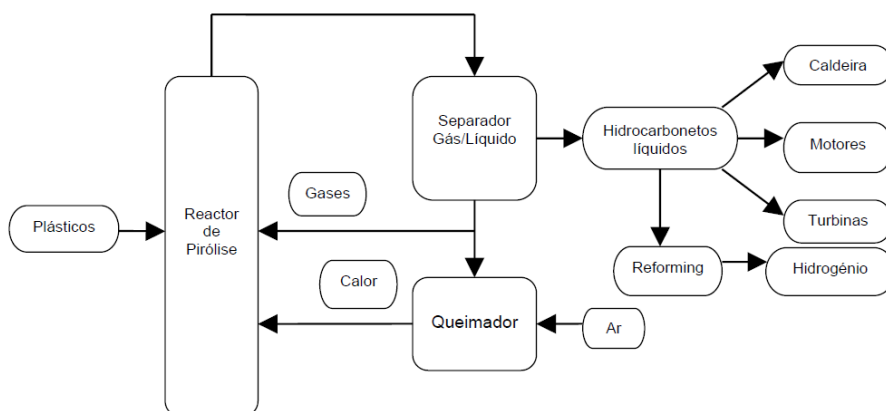 Caldeira
Separador
Gás/Líquido
Hidrocarbonetos
líquidos
Motores
Gases
Plásticos
Reactor
de
Pirólise
Turbinas
Reforming
Hidrogénio
Calor
Queimador
Ar